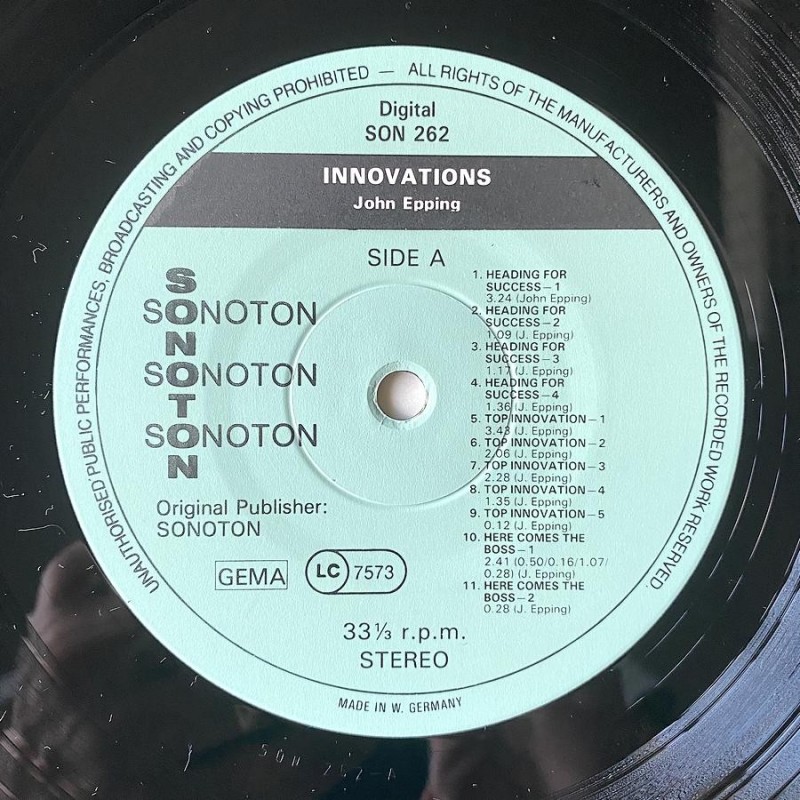 UNAUTHORISED PUBLIC PERFORMANCES, BROADCASTING AND COPYING PROHIBITED — ALL RIGHTS OF THE MANUFACTURERS AND OWNERS OF THE RECORDED WORK RESERVED
Digital
SON 262
INNOVATIONS
John Epping
SIDE A
SONOTON
SONOTON
SONOTON
SONOTON
Original Publisher:
SONOTON
GEMA
LC 7573
1. HEADING FOR
SUCCESS—1
3.24 (John Epping)
2. HEADING FOR
SUCCESS—2
1.09 (J. Epping)
3. HEADING FOR
SUCCESS—3
1.17 (J. Epping)
4. HEADING FOR
SUCCESS—4
1.36 (J. Epping)
5. TOP INNOVATION—1
3.43 (J. Epping)
6. TOP INNOVATION—2
2.06 (J. Epping)
7. TOP INNOVATION—3
2.28 (J. Epping)
8. TOP INNOVATION—4
1.35 (J. Epping)
9. TOP INNOVATION—5
0.12 (J. Epping)
10. HERE COMES THE
BOSS—1
2.41 (0.50/0.16/1.07/
0.28) (J. Epping)
11. HERE COMES THE
BOSS—2
0.28 (J. Epping)
33⅓ r.p.m.
STEREO
MADE IN W. GERMANY
SON 262-A